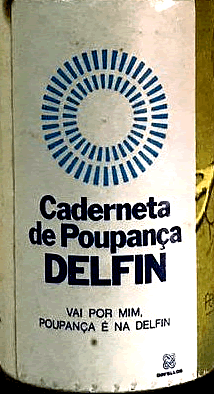 Caderneta
de Poupança
DELFIN
VAI POR MIM,
POUPANÇA É NA DELFIN